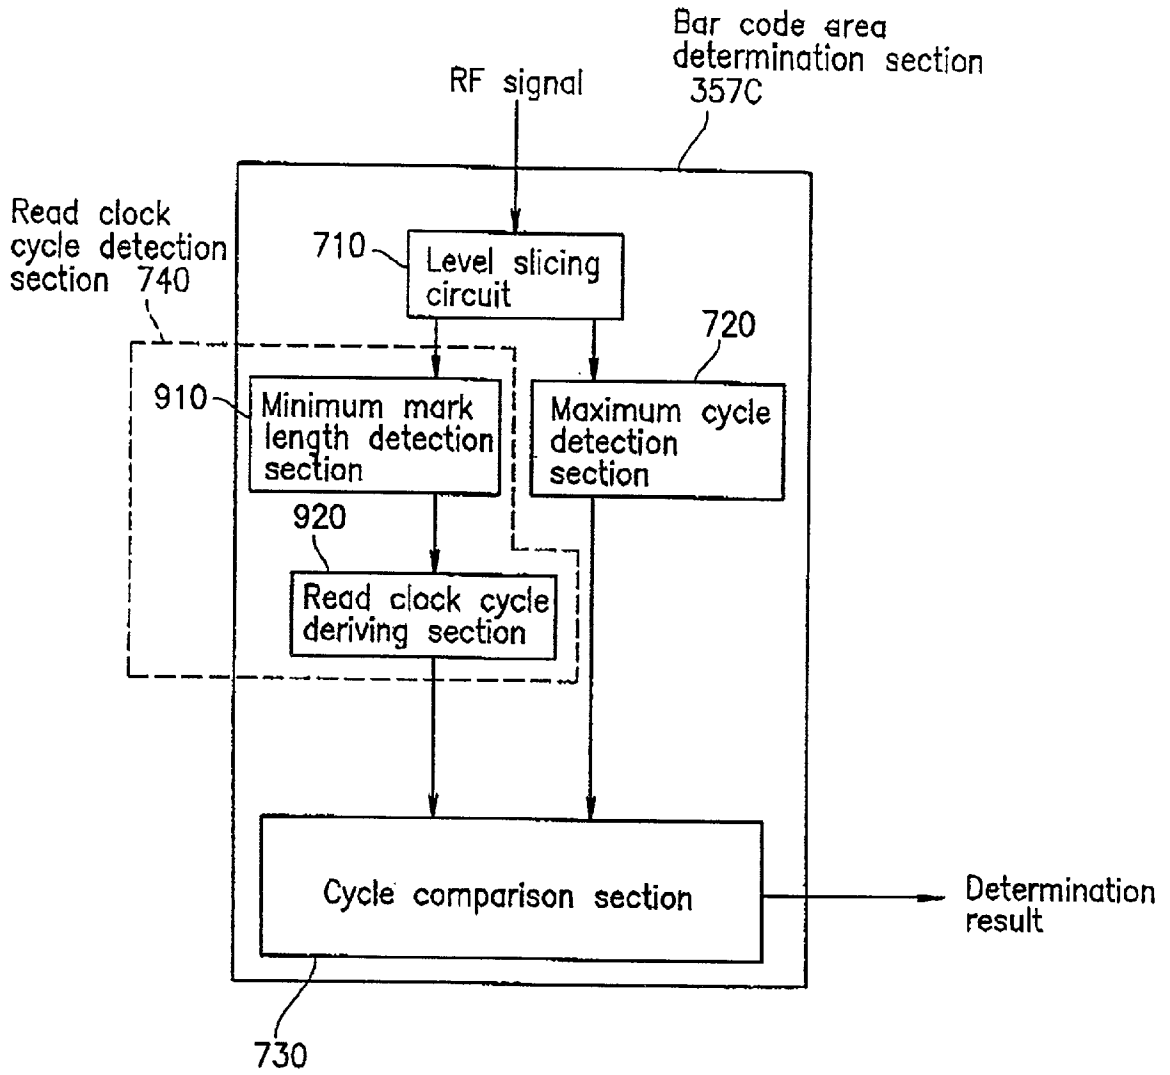 Bar code area
determination section
357C
RF signal
Read clock
cycle detection
section 740
710
Level slicing
circuit
720
910
Minimum mark
length detection
section
Maximum cycle
detection
section
920
Read clock cycle
deriving section
Cycle comparison section
Determination
result
730